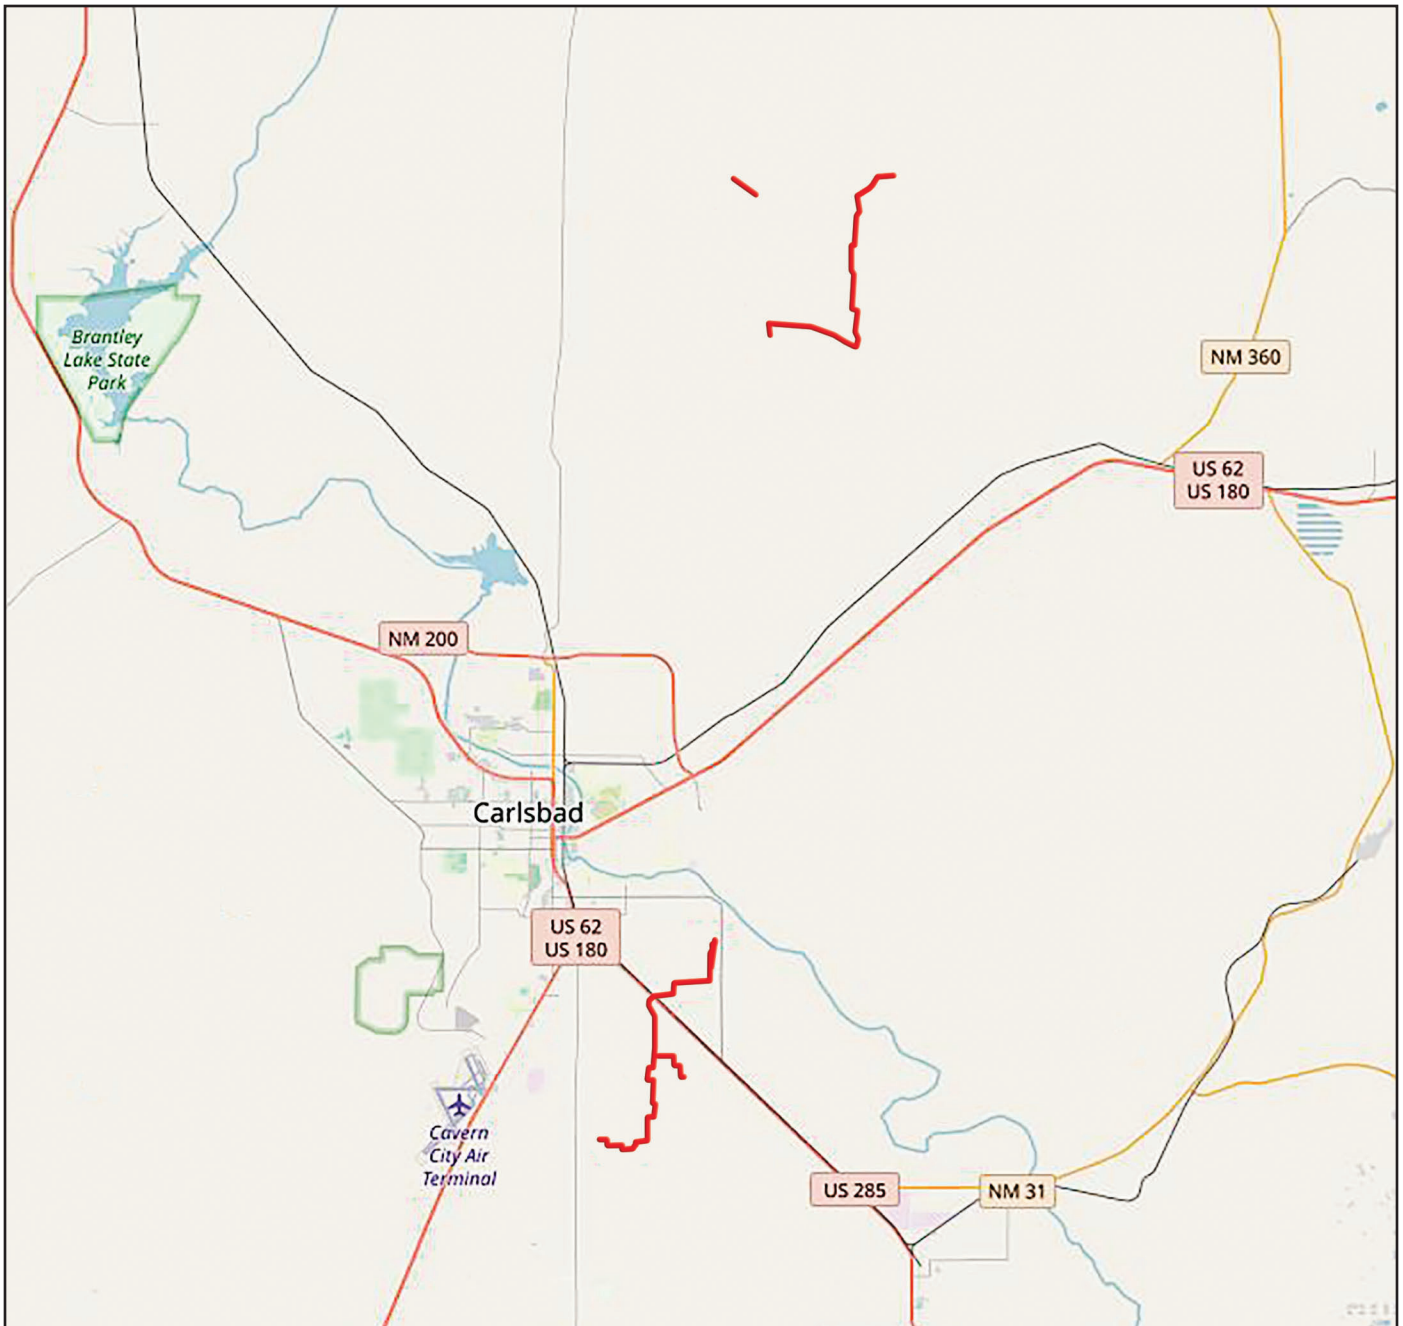 Brantley
Lake State
Park
NM 360
US 62
US 180
NM 200
Carlsbad
US 62
US 180
Cavern
City Air
Terminal
US 285
NM 31